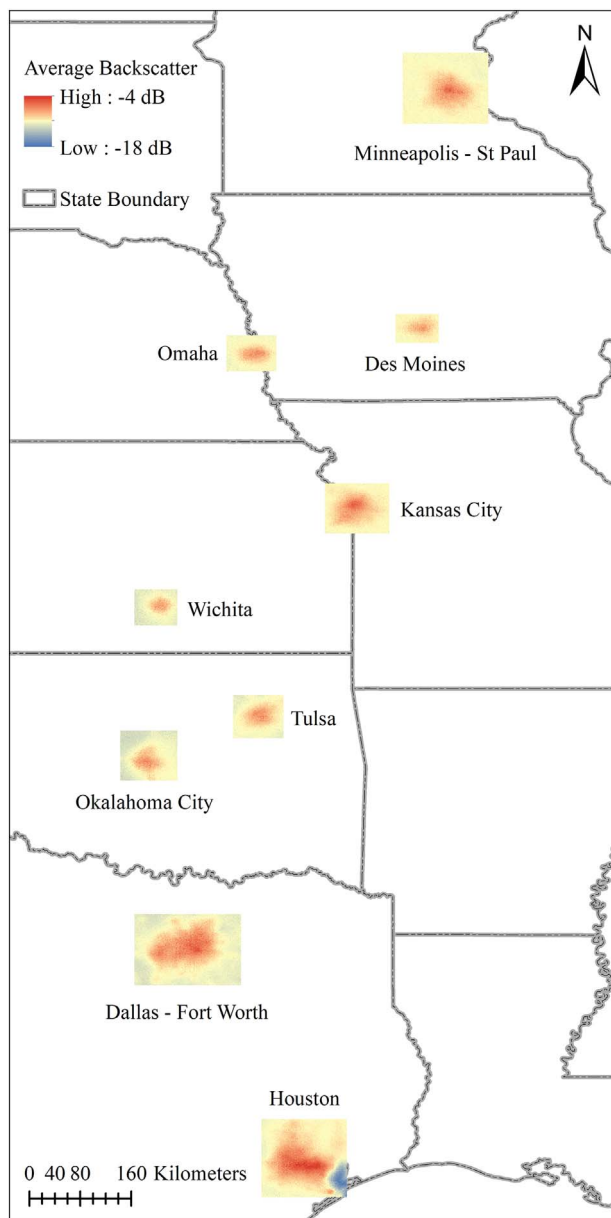 N
Average Backscatter
High : -4 dB
Low : -18 dB
State Boundary
Minneapolis - St Paul
Omaha
Des Moines
Kansas City
Wichita
Tulsa
Okalahoma City
Dallas - Fort Worth
Houston
0 40 80 160 Kilometers